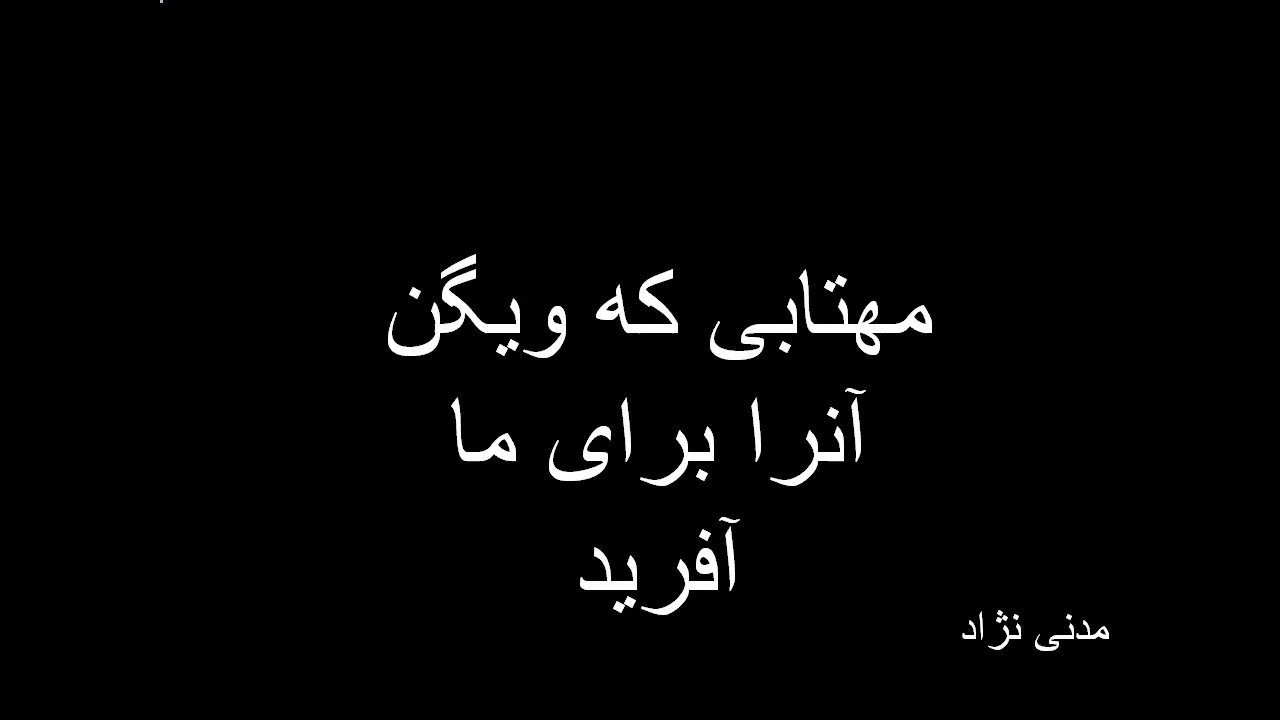 مهتابی که ویگن
آنرا برای ما
آفرید
مدنی نژاد